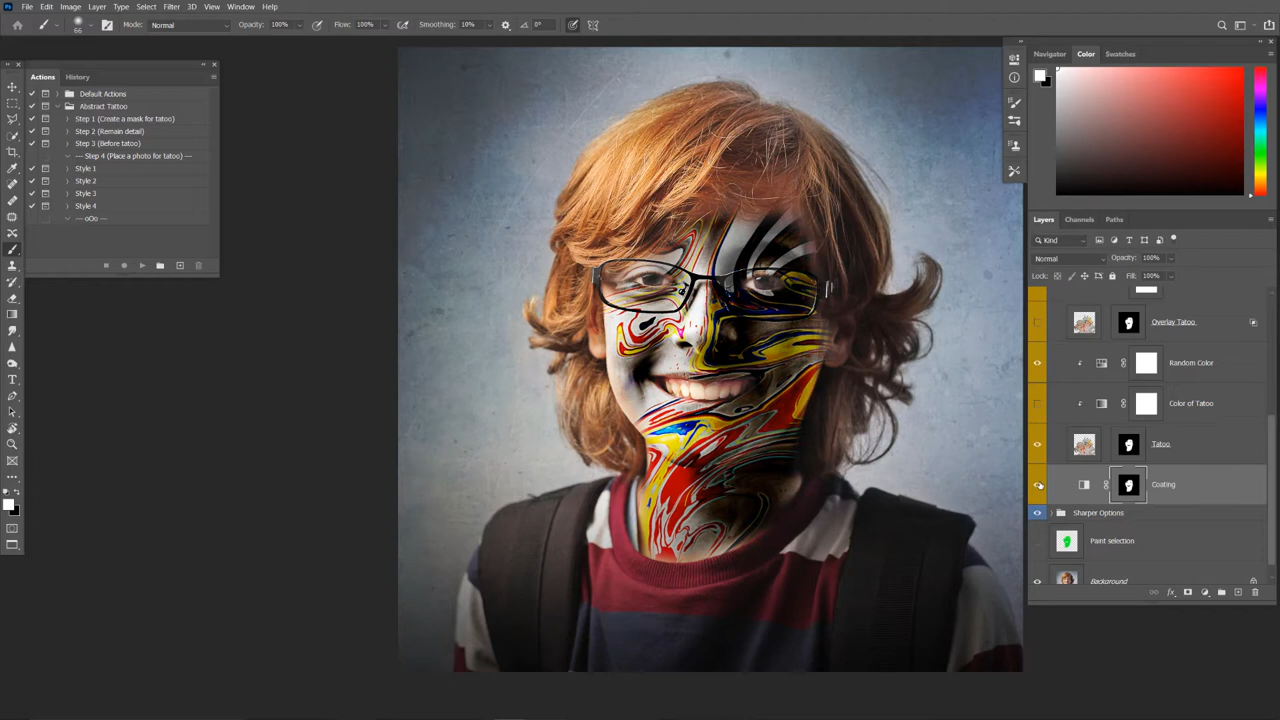 Ps File Edit Image Layer Type Select Filter 3D View Window Help
66 Mode: Normal Opacity: 100% Flow: 100% Smoothing: 10% 0°
Actions History
Default Actions
Abstract Tattoo
Step 1 (Create a mask for tatoo)
Step 2 (Remain detail)
Step 3 (Before tatoo)
--- Step 4 (Place a photo for tatoo) ---
Style 1
Style 2
Style 3
Style 4
--- oOo ---
Navigator Color Swatches
Layers Channels Paths
Kind
Normal Opacity: 100%
Lock: Fill: 100%
Overlay Tatoo
Random Color
Color of Tatoo
Tatoo
Coating
Sharper Options
Paint selection
Background
fx